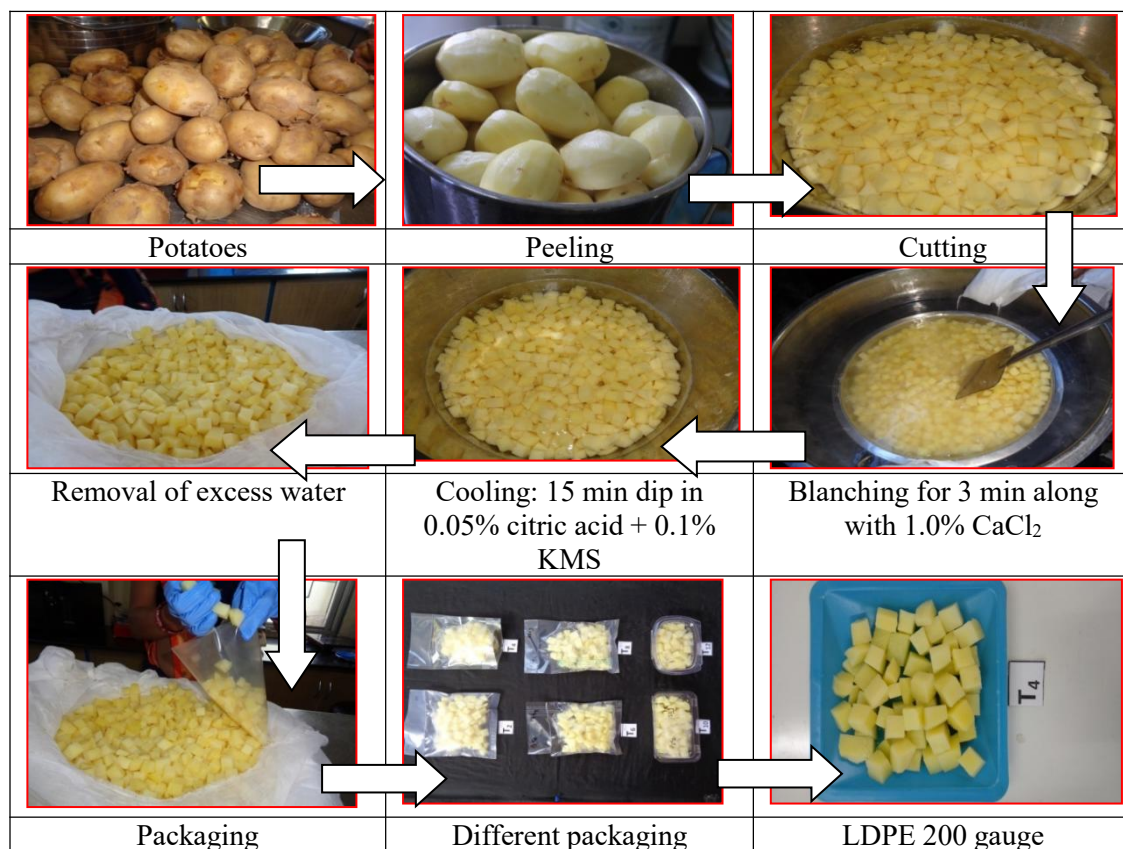 Potatoes
Peeling
Cutting
Removal of excess water
Cooling: 15 min dip in
0.05% citric acid + 0.1%
KMS
Blanching for 3 min along
with 1.0% CaCl₂
T₄
Packaging
Different packaging
LDPE 200 gauge